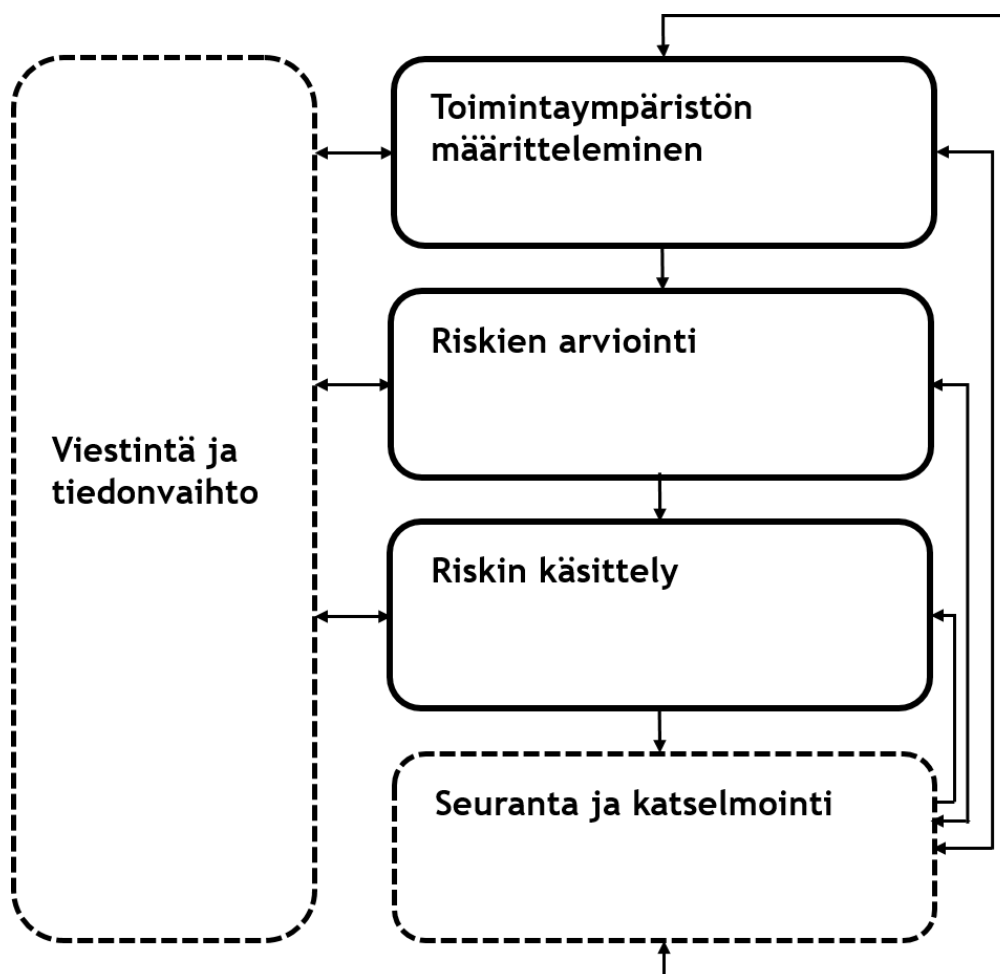 Toimintaympäristön
määritteleminen
Riskien arviointi
Viestintä ja
tiedonvaihto
Riskin käsittely
Seuranta ja katselmointi